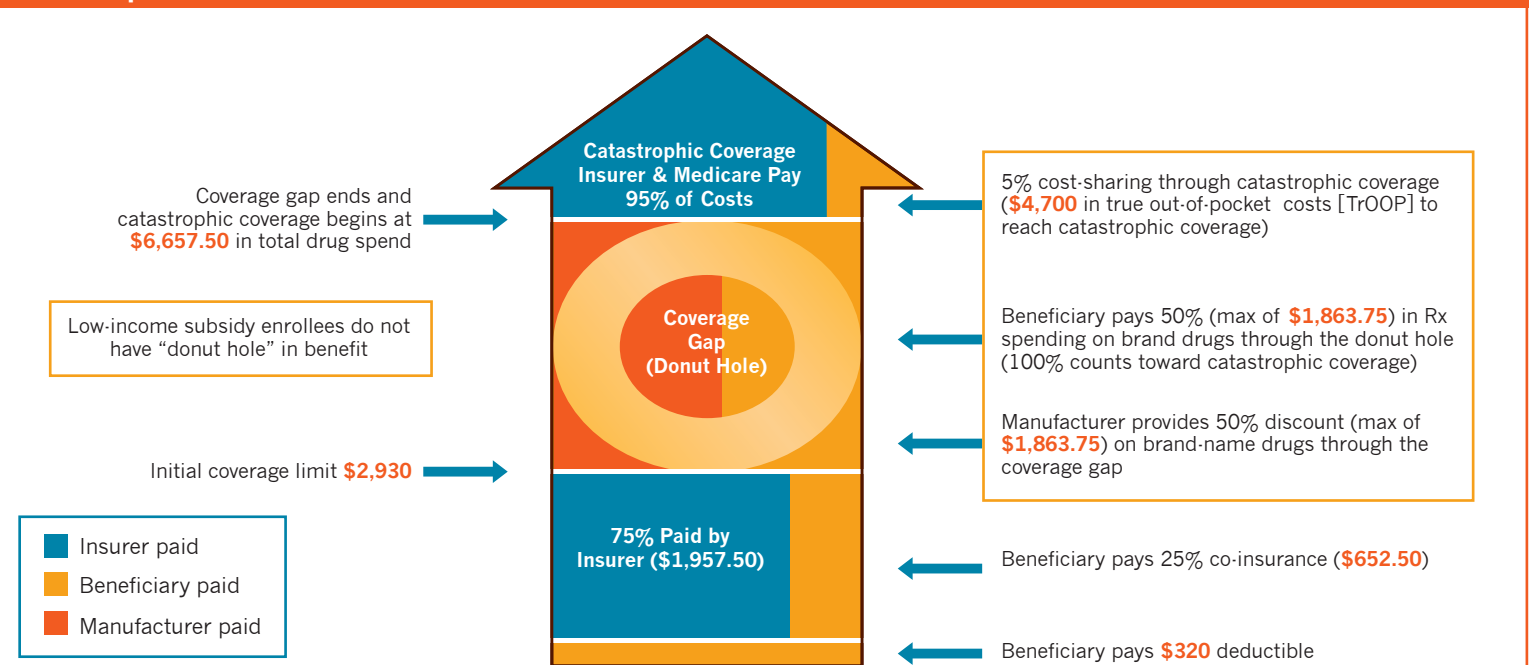 Coverage gap ends and
catastrophic coverage begins at
$6,657.50 in total drug spend
Low-income subsidy enrollees do not
have “donut hole” in benefit
Initial coverage limit $2,930
Insurer paid
Beneficiary paid
Manufacturer paid
Catastrophic Coverage
Insurer & Medicare Pay
95% of Costs
Coverage
Gap
(Donut Hole)
75% Paid by
Insurer ($1,957.50)
5% cost-sharing through catastrophic coverage
($4,700 in true out-of-pocket costs [TrOOP] to
reach catastrophic coverage)
Beneficiary pays 50% (max of $1,863.75) in Rx
spending on brand drugs through the donut hole
(100% counts toward catastrophic coverage)
Manufacturer provides 50% discount (max of
$1,863.75) on brand-name drugs through the
coverage gap
Beneficiary pays 25% co-insurance ($652.50)
Beneficiary pays $320 deductible